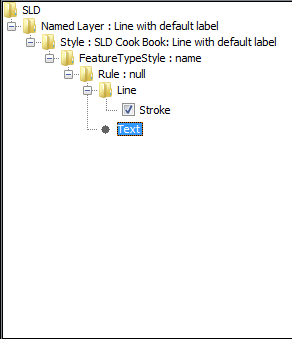 SLD
Named Layer : Line with default label
Style : SLD Cook Book: Line with default label
FeatureTypeStyle : name
Rule : null
Line
Stroke
Text